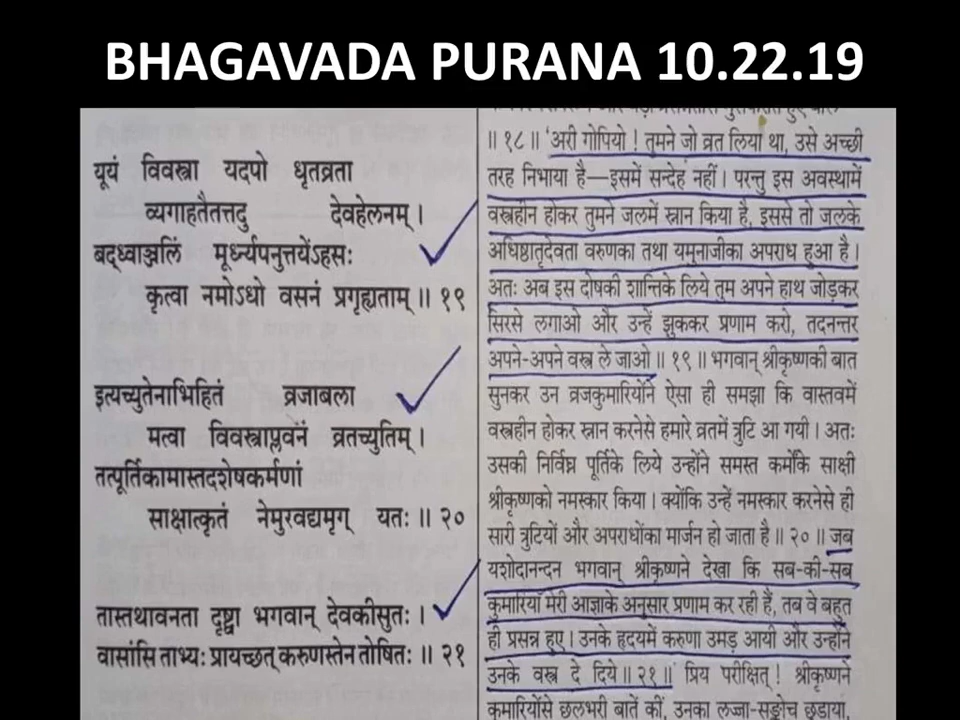 BHAGAVADA PURANA 10.22.19
यूयं विवस्त्रा यदपो धृतव्रता
व्यगाहतैतत्तदु देवहेलनम् ।
बद्ध्वाञ्जलिं मूर्ध्न्यपनुत्तयेंऽहसः
कृत्वा नमोऽधो वसनं प्रगृह्यताम् ॥ १९
इत्यच्युतेनाभिहितं व्रजाबला
मत्वा विवस्त्राप्लवनं व्रतच्युतिम् ।
तत्पूर्तिकामास्तदशेषकर्मणां
साक्षात्कृतं नेमुरवद्यमृग् यतः ॥ २०
तास्तथावनता दृष्ट्वा भगवान् देवकीसुतः ।
वासांसि ताभ्यः प्रायच्छत् करुणस्तेन तोषितः ॥ २१
॥ १८ ॥ 'अरी गोपियो ! तुमने जो व्रत लिया था, उसे अच्छी
तरह निभाया है—इसमें सन्देह नहीं। परन्तु इस अवस्थामें
वस्त्रहीन होकर तुमने जलमें स्नान किया है, इससे तो जलके
अधिष्ठातृदेवता वरुणका तथा यमुनाजीका अपराध हुआ है।
अतः अब इस दोषकी शान्तिके लिये तुम अपने हाथ जोड़कर
सिरसे लगाओ और उन्हें झुककर प्रणाम करो, तदनन्तर
अपने-अपने वस्त्र ले जाओ ॥ १९ ॥ भगवान् श्रीकृष्णकी बात
सुनकर उन व्रजकुमारियोंने ऐसा ही समझा कि वास्तवमें
वस्त्रहीन होकर स्नान करनेसे हमारे व्रतमें त्रुटि आ गयी। अतः
उसकी निर्विघ्न पूर्तिके लिये उन्होंने समस्त कर्मोंके साक्षी
श्रीकृष्णको नमस्कार किया। क्योंकि उन्हें नमस्कार करनेसे ही
सारी त्रुटियों और अपराधोंका मार्जन हो जाता है ॥ २० ॥ जब
यशोदानन्दन भगवान् श्रीकृष्णने देखा कि सब-की-सब
कुमारियाँ मेरी आज्ञाके अनुसार प्रणाम कर रही हैं, तब वे बहुत
ही प्रसन्न हुए। उनके हृदयमें करुणा उमड़ आयी और उन्होंने
उनके वस्त्र दे दिये ॥ २१ ॥ प्रिय परीक्षित् ! श्रीकृष्णने
कुमारियोंसे छलभरी बातें कीं, उनका लज्जा-सङ्कोच छुड़ाया,